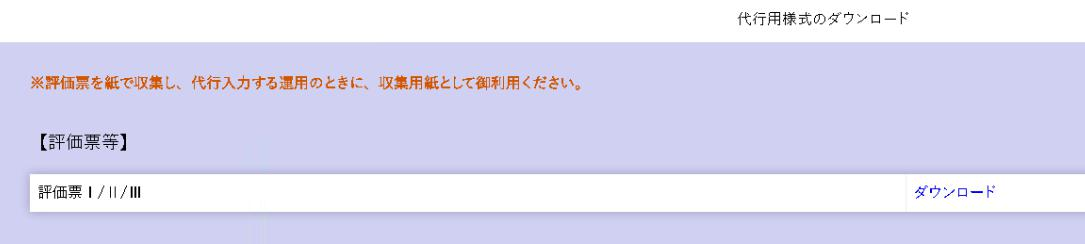 代行用様式のダウンロード
※評価票を紙で収集し、代行入力する運用のときに、収集用紙として御利用ください。
【評価票等】
評価票Ⅰ/Ⅱ/Ⅲ ダウンロード